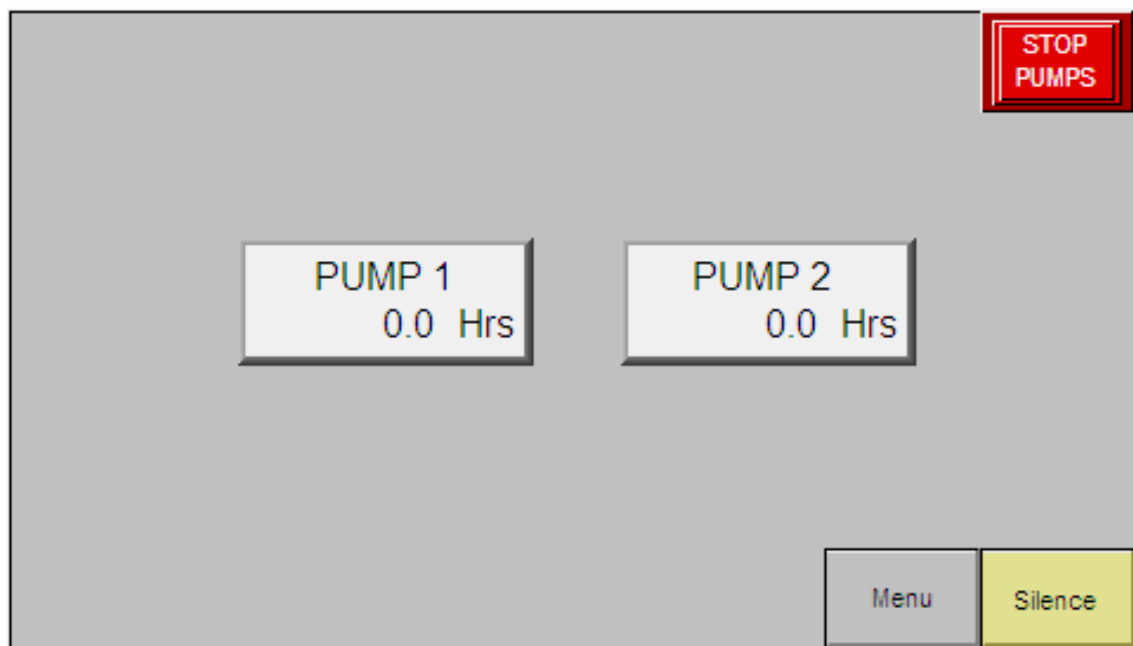 STOP
PUMPS
PUMP 1
0.0 Hrs
PUMP 2
0.0 Hrs
Menu
Silence